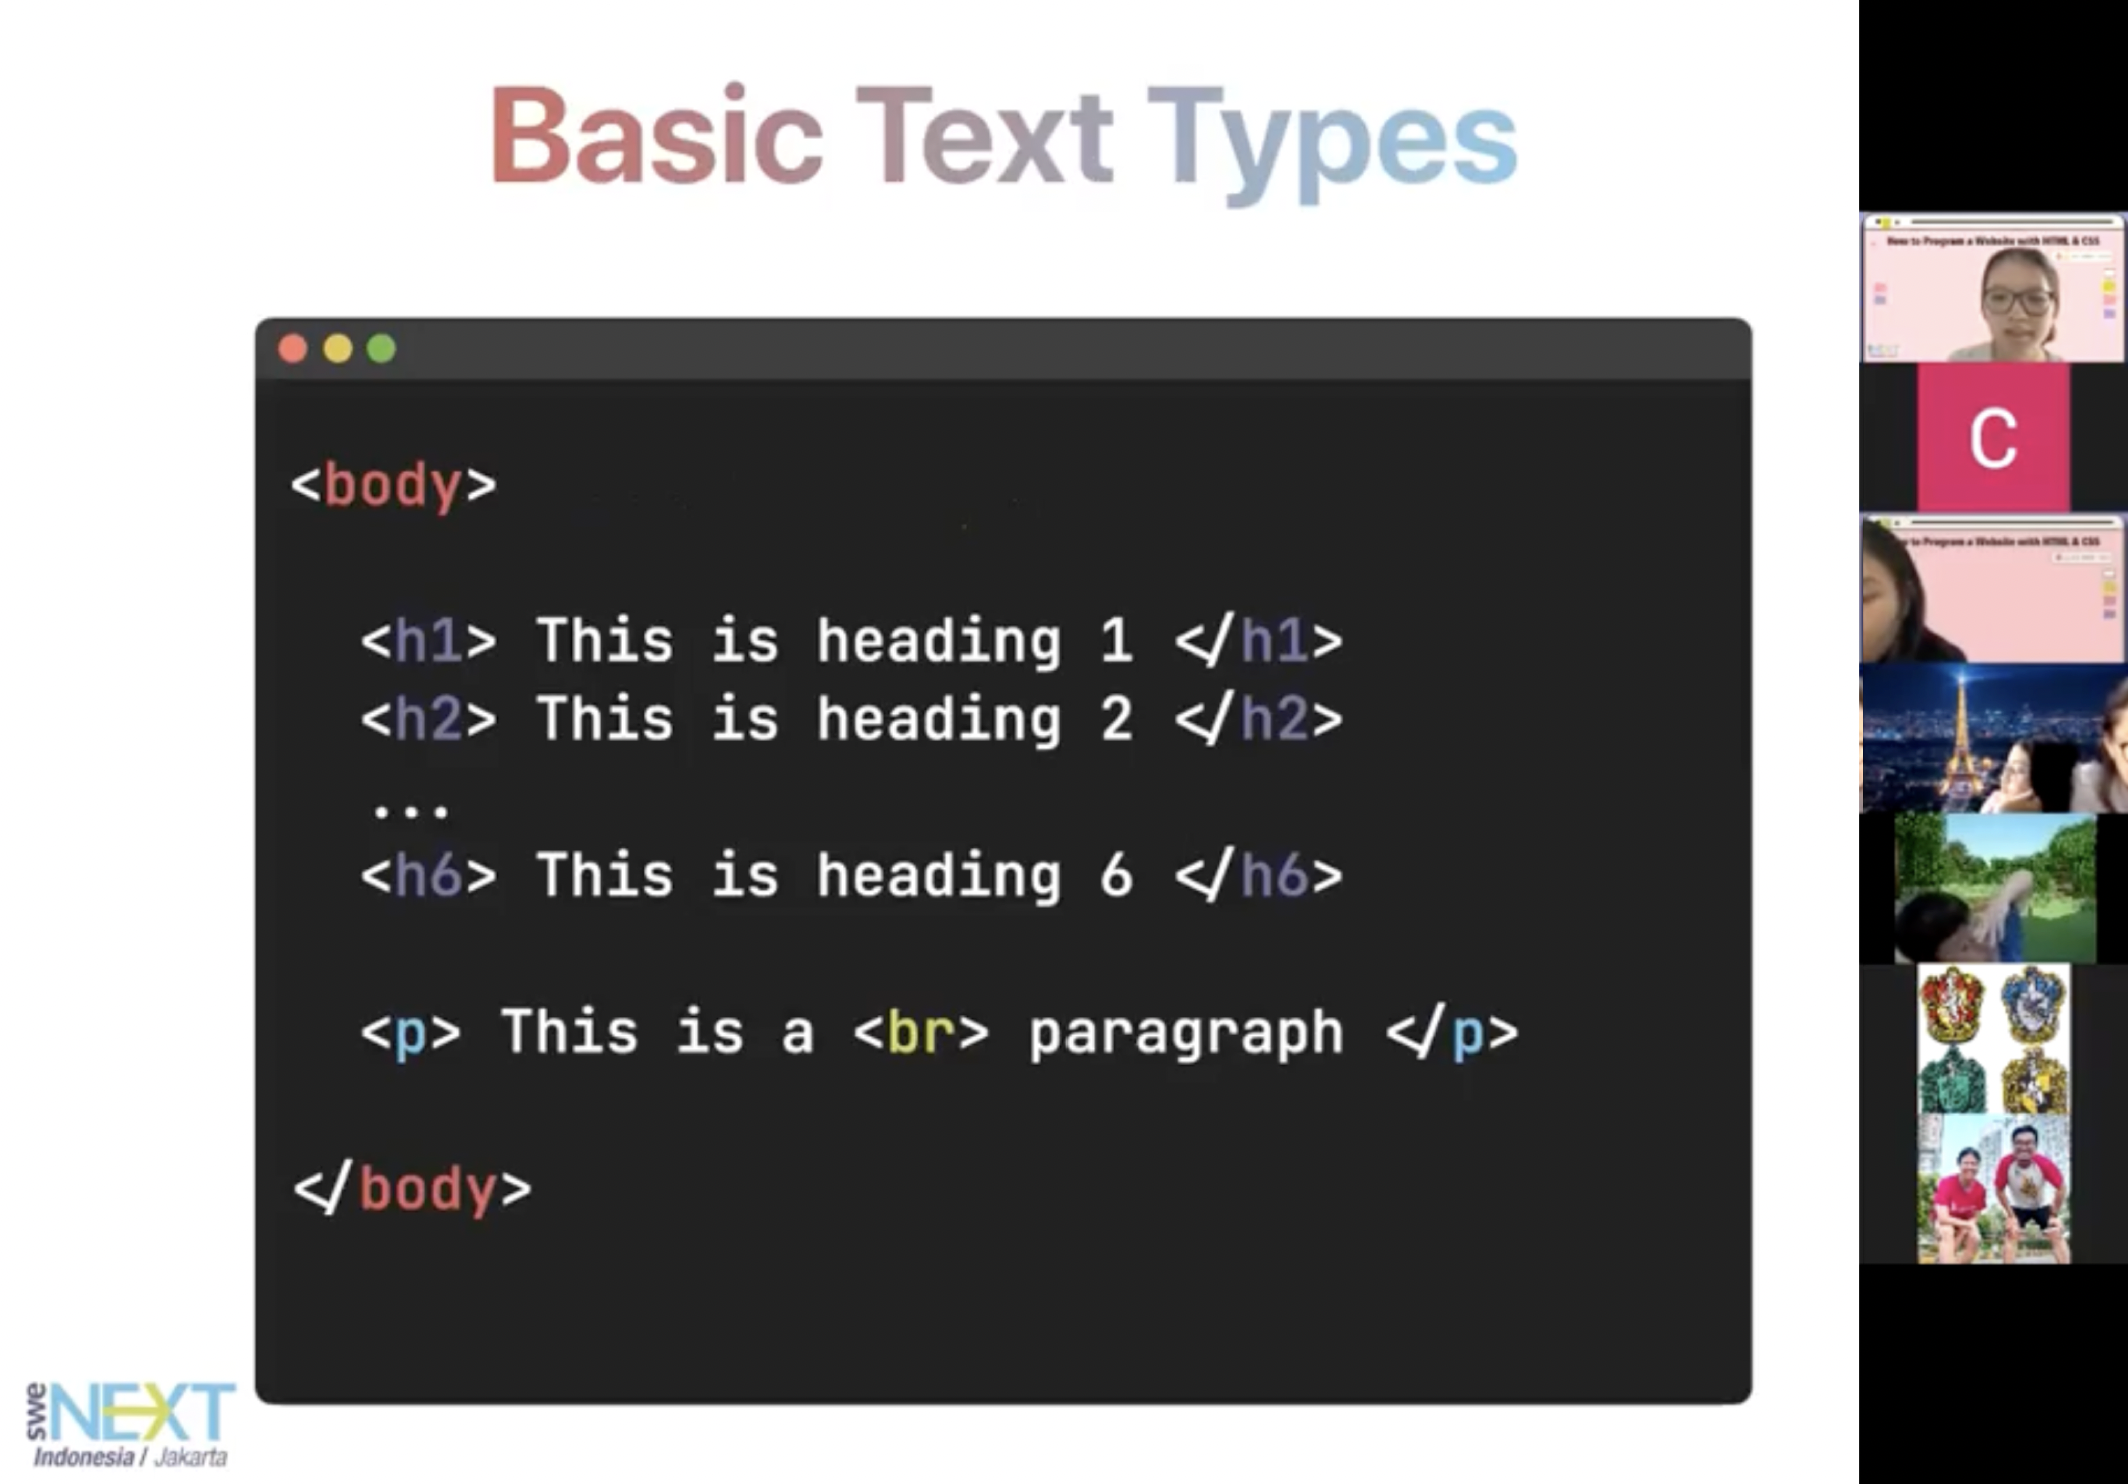 Basic Text Types
<body>
<h1> This is heading 1 </h1>
<h2> This is heading 2 </h2>
...
<h6> This is heading 6 </h6>
<p> This is a <br> paragraph </p>
</body>
swe NEXT
Indonesia / Jakarta
How to Program a Website with HTML & CSS
NEXT
C
to Program a Website with HTML & CSS